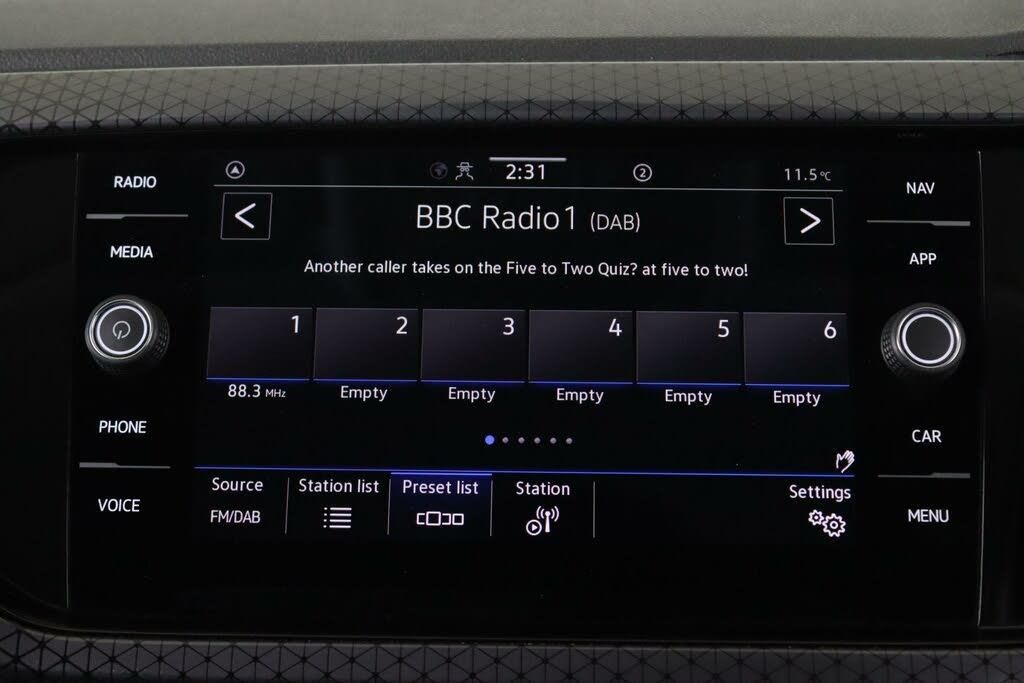 RADIO
MEDIA
PHONE
VOICE
2:31
2
11.5°C
BBC Radio1 (DAB)
Another caller takes on the Five to Two Quiz? at five to two!
1 2 3 4 5 6
88.3 MHz Empty Empty Empty Empty Empty
Source Station list Preset list Station Settings
FM/DAB
NAV
APP
CAR
MENU